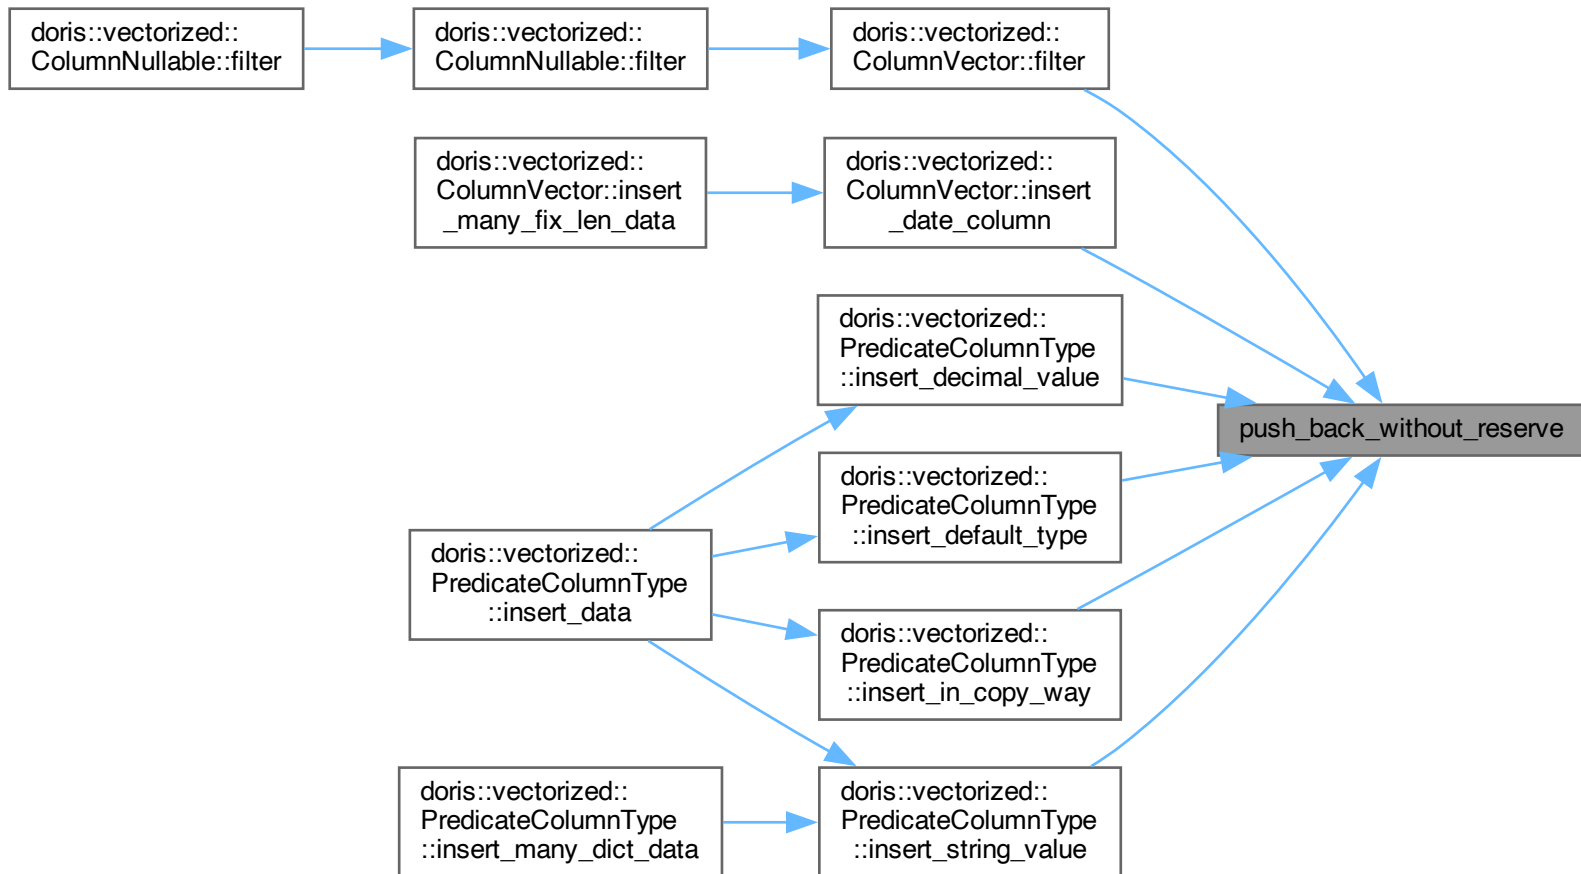 doris::vectorized::
ColumnNullable::filter
doris::vectorized::
ColumnNullable::filter
doris::vectorized::
ColumnVector::filter
doris::vectorized::
ColumnVector::insert
_many_fix_len_data
doris::vectorized::
ColumnVector::insert
_date_column
doris::vectorized::
PredicateColumnType
::insert_decimal_value
push_back_without_reserve
doris::vectorized::
PredicateColumnType
::insert_default_type
doris::vectorized::
PredicateColumnType
::insert_data
doris::vectorized::
PredicateColumnType
::insert_in_copy_way
doris::vectorized::
PredicateColumnType
::insert_many_dict_data
doris::vectorized::
PredicateColumnType
::insert_string_value